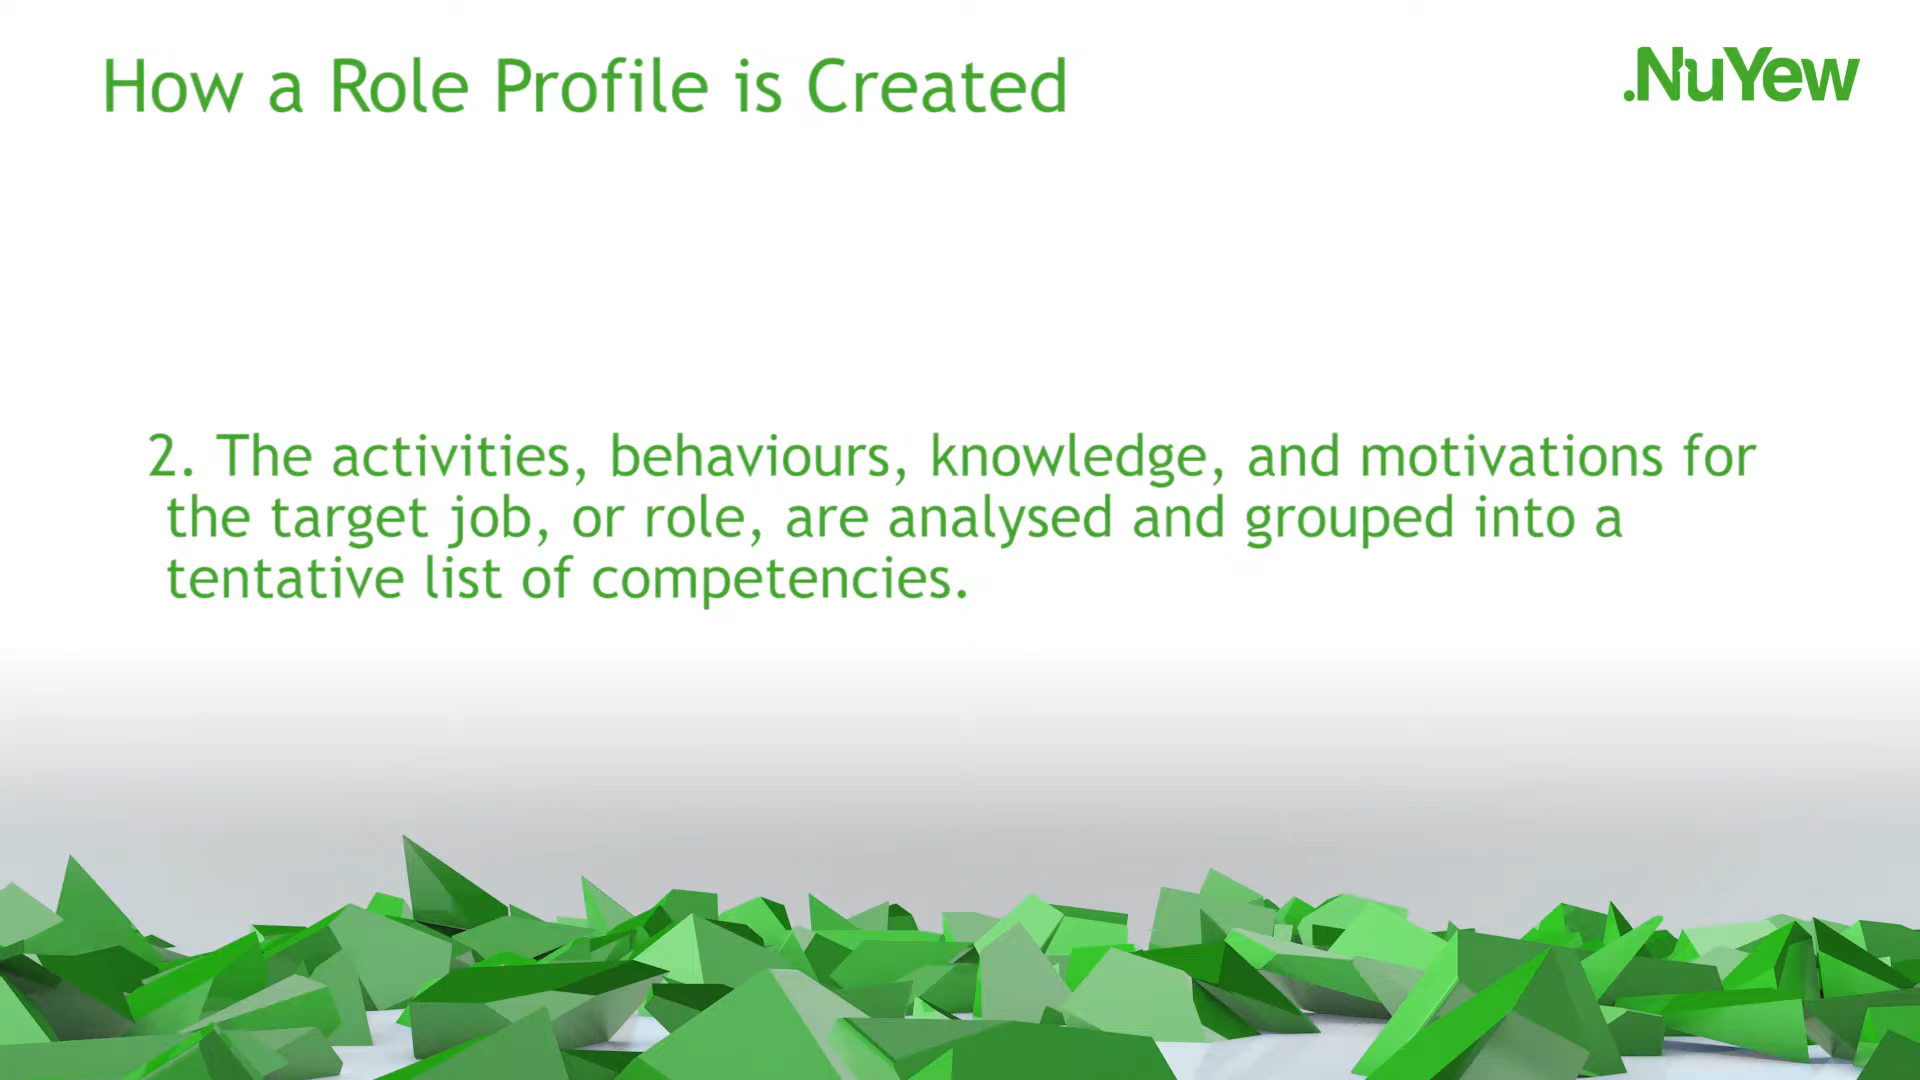 How a Role Profile is Created
.NuYew
2. The activities, behaviours, knowledge, and motivations for
the target job, or role, are analysed and grouped into a
tentative list of competencies.